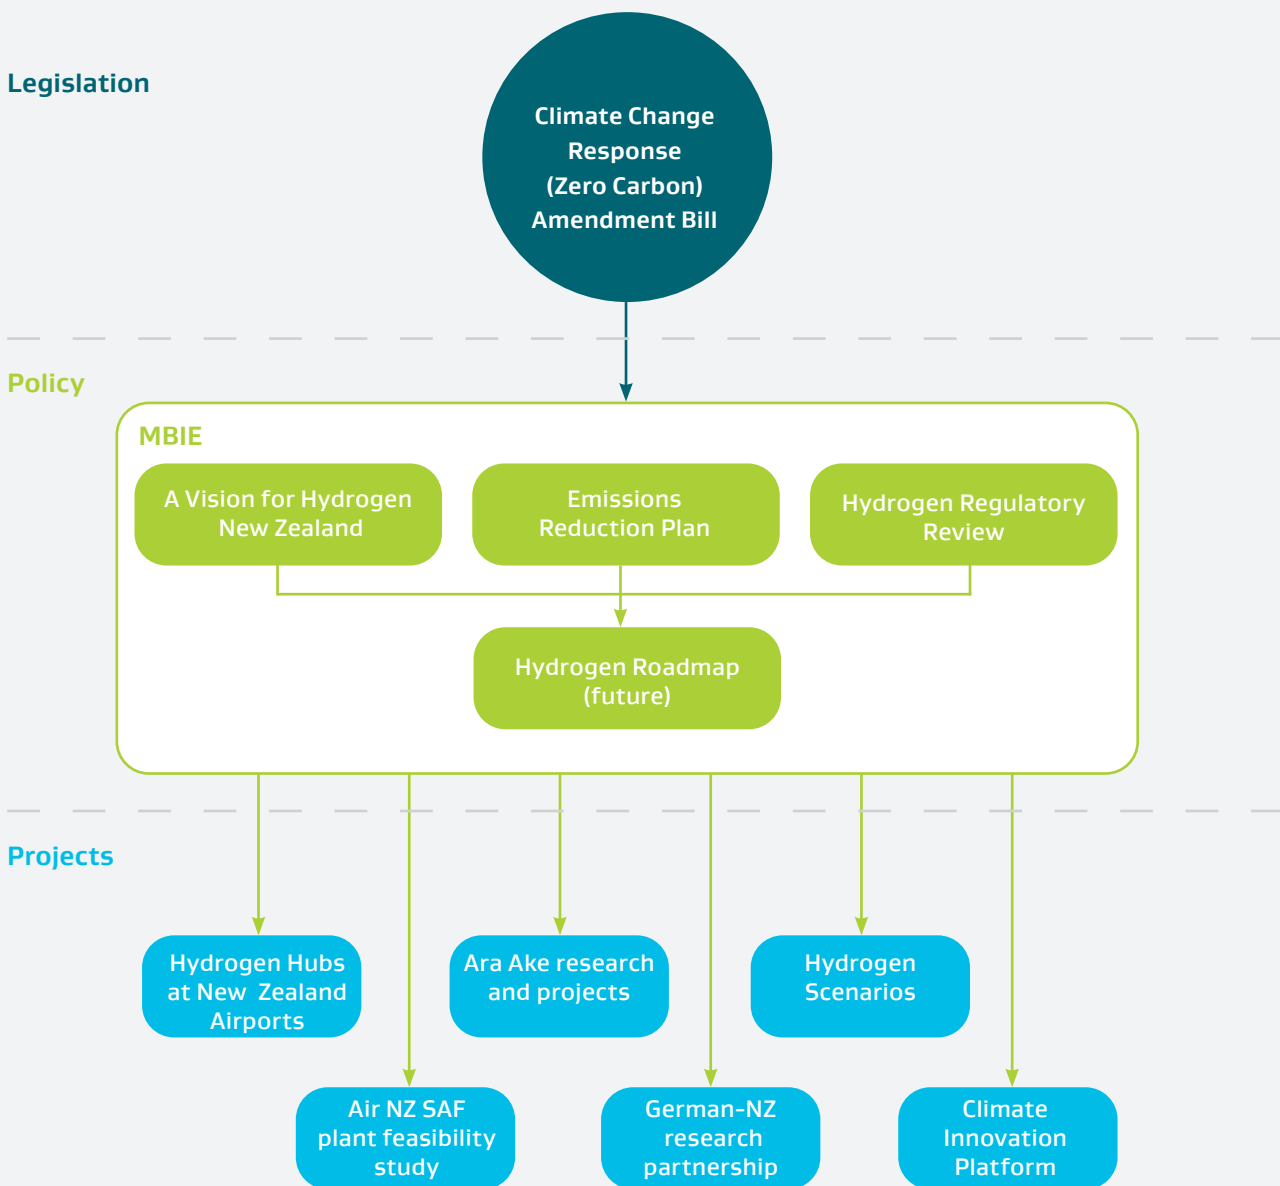 Legislation
Climate Change
Response
(Zero Carbon)
Amendment Bill
Policy
MBIE
A Vision for Hydrogen
New Zealand
Emissions
Reduction Plan
Hydrogen Regulatory
Review
Hydrogen Roadmap
(future)
Projects
Hydrogen Hubs
at New Zealand
Airports
Ara Ake research
and projects
Hydrogen
Scenarios
Air NZ SAF
plant feasibility
study
German-NZ
research
partnership
Climate
Innovation
Platform